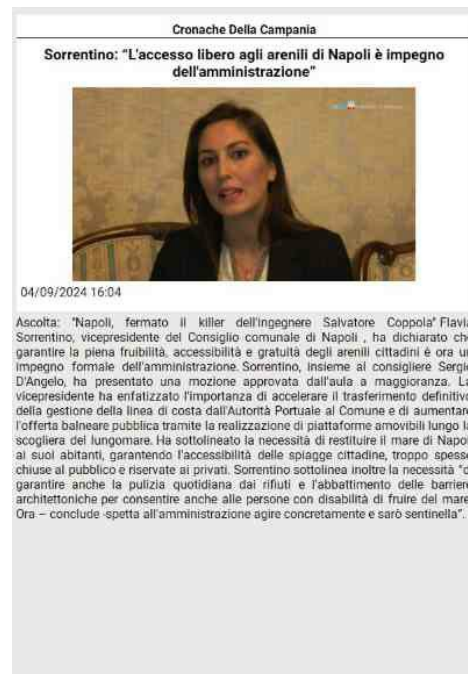 Cronache Della Campania
Sorrentino: “L'accesso libero agli arenili di Napoli è impegno
dell'amministrazione”
04/09/2024 16:04
Ascolta: "Napoli, fermato il killer dell'ingegnere Salvatore Coppola" Flavia
Sorrentino, vicepresidente del Consiglio comunale di Napoli , ha dichiarato che
garantire la piena fruibilità, accessibilità e gratuità degli arenili cittadini è ora un
impegno formale dell'amministrazione. Sorrentino, insieme al consigliere Sergio
D'Angelo, ha presentato una mozione approvata dall'aula a maggioranza. La
vicepresidente ha enfatizzato l'importanza di accelerare il trasferimento definitivo
della gestione della linea di costa dall'Autorità Portuale al Comune e di aumentare
l'offerta balneare pubblica tramite la realizzazione di piattaforme amovibili lungo la
scogliera del lungomare. Ha sottolineato la necessità di restituire il mare di Napoli
ai suoi abitanti, garantendo l'accessibilità delle spiagge cittadine, troppo spesso
chiuse al pubblico e riservate ai privati. Sorrentino sottolinea inoltre la necessità “di
garantire anche la pulizia quotidiana dai rifiuti e l'abbattimento delle barriere
architettoniche per consentire anche alle persone con disabilità di fruire del mare.
Ora – conclude -spetta all'amministrazione agire concretamente e sarò sentinella”.